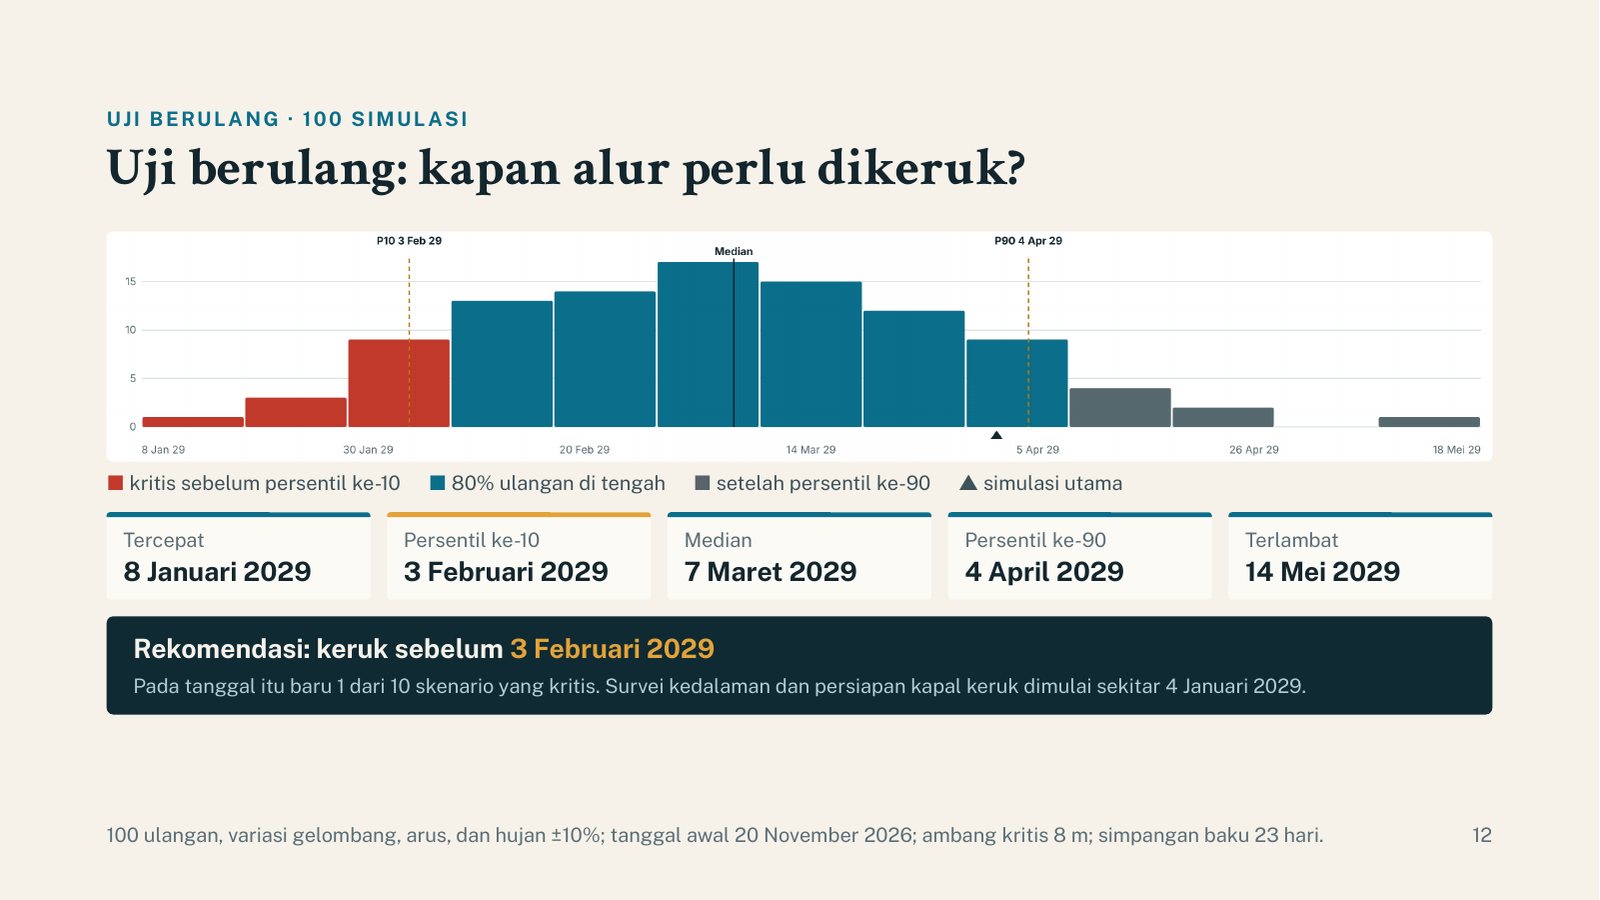 UJI BERULANG · 100 SIMULASI
Uji berulang: kapan alur perlu dikeruk?
P10 3 Feb 29
Median
P90 4 Apr 29
15
10
5
0
8 Jan 29
30 Jan 29
20 Feb 29
14 Mar 29
5 Apr 29
26 Apr 29
18 Mei 29
kritis sebelum persentil ke-10
80% ulangan di tengah
setelah persentil ke-90
simulasi utama
Tercepat
8 Januari 2029
Persentil ke-10
3 Februari 2029
Median
7 Maret 2029
Persentil ke-90
4 April 2029
Terlambat
14 Mei 2029
Rekomendasi: keruk sebelum 3 Februari 2029
Pada tanggal itu baru 1 dari 10 skenario yang kritis. Survei kedalaman dan persiapan kapal keruk dimulai sekitar 4 Januari 2029.
100 ulangan, variasi gelombang, arus, dan hujan ±10%; tanggal awal 20 November 2026; ambang kritis 8 m; simpangan baku 23 hari.
12